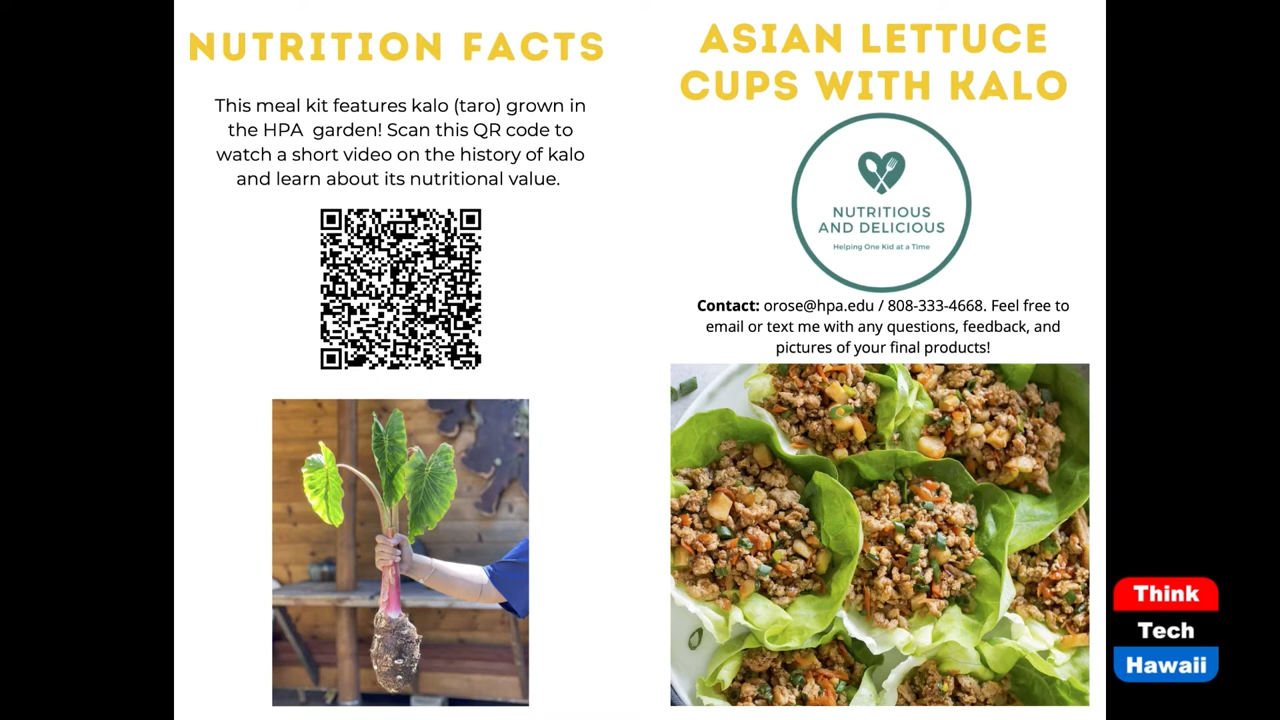 NUTRITION FACTS
This meal kit features kalo (taro) grown in
the HPA garden! Scan this QR code to
watch a short video on the history of kalo
and learn about its nutritional value.
ASIAN LETTUCE
CUPS WITH KALO
NUTRITIOUS
AND DELICIOUS
Helping One Kid at a Time
Contact: orose@hpa.edu / 808-333-4668. Feel free to
email or text me with any questions, feedback, and
pictures of your final products!
Think
Tech
Hawaii